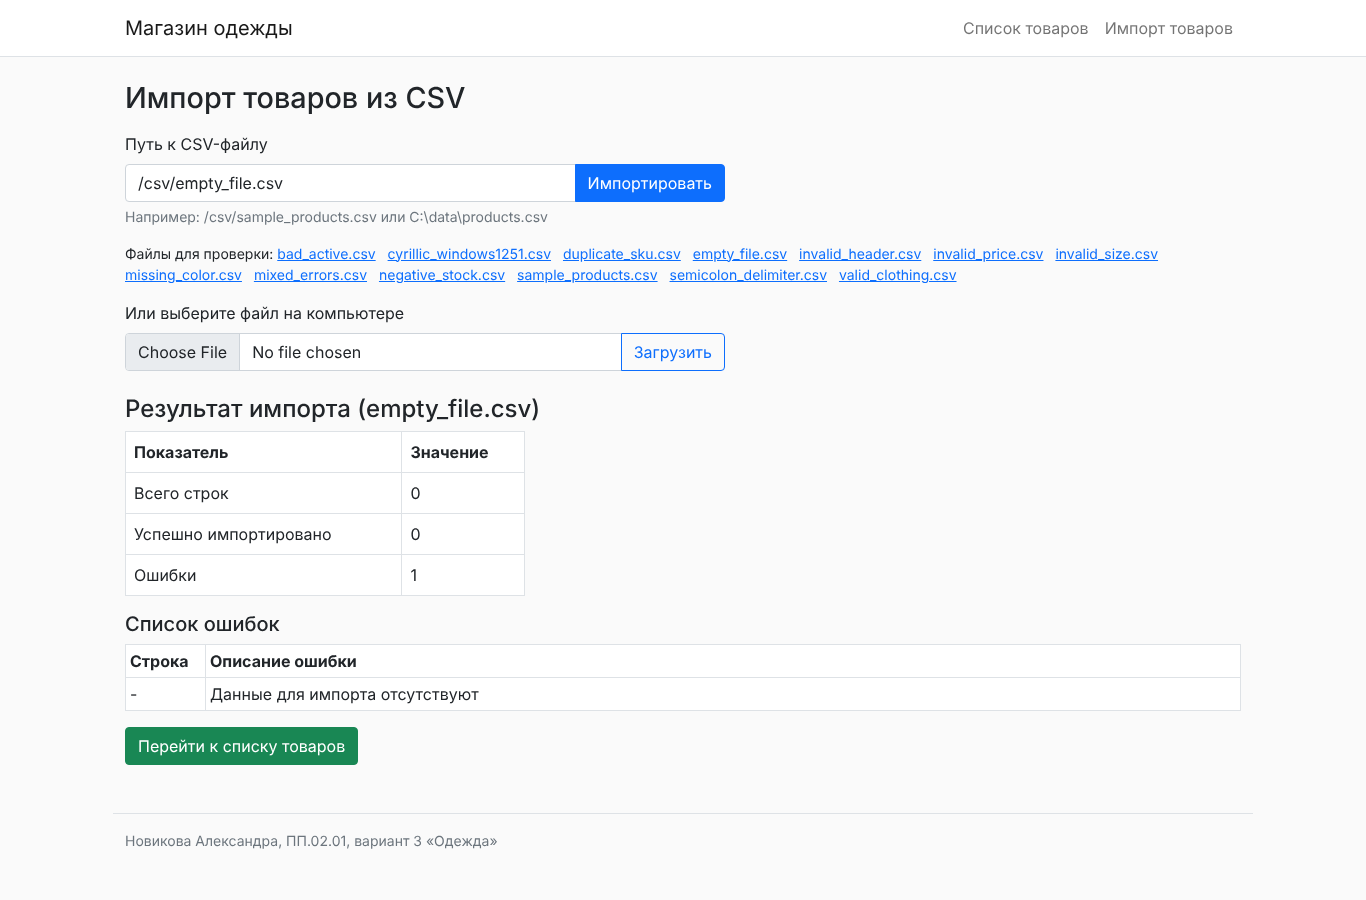 Магазин одежды
Список товаров Импорт товаров
Импорт товаров из CSV
Путь к CSV-файлу
/csv/empty_file.csv Импортировать
Например: /csv/sample_products.csv или C:\data\products.csv
Файлы для проверки: bad_active.csv cyrillic_windows1251.csv duplicate_sku.csv empty_file.csv invalid_header.csv invalid_price.csv invalid_size.csv
missing_color.csv mixed_errors.csv negative_stock.csv sample_products.csv semicolon_delimiter.csv valid_clothing.csv
Или выберите файл на компьютере
Choose File No file chosen Загрузить
Результат импорта (empty_file.csv)
Показатель Значение
Всего строк 0
Успешно импортировано 0
Ошибки 1
Список ошибок
Строка Описание ошибки
- Данные для импорта отсутствуют
Перейти к списку товаров
Новикова Александра, ПП.02.01, вариант 3 «Одежда»